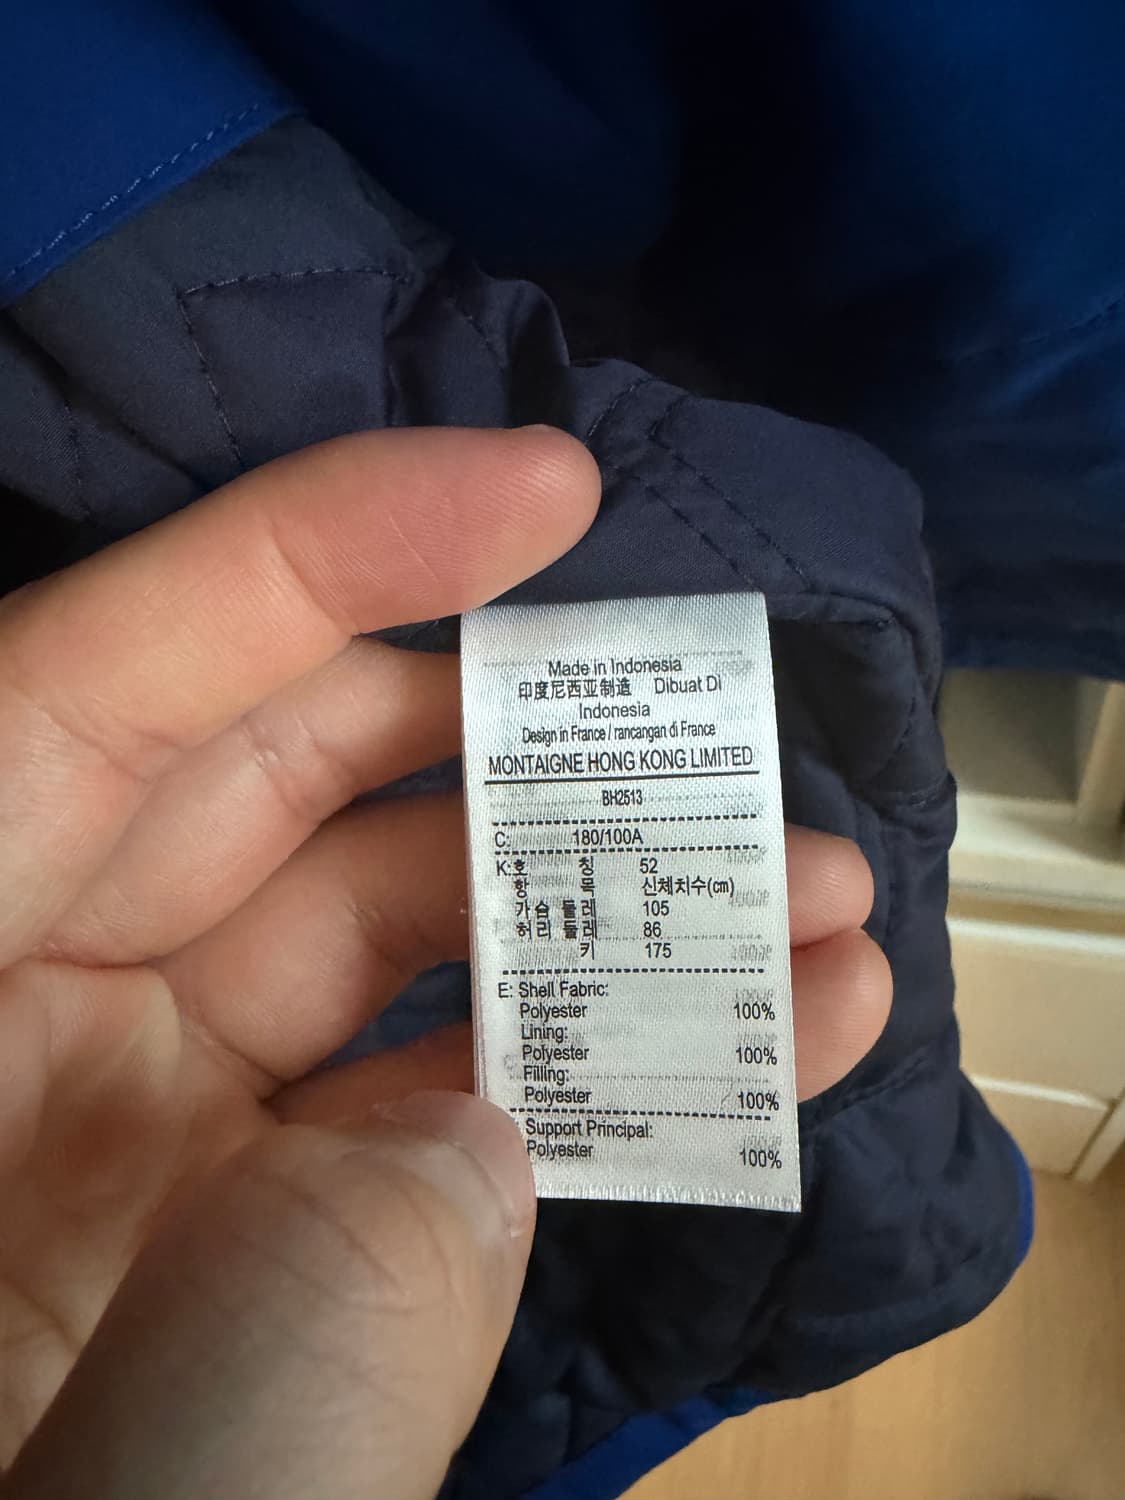 Made in Indonesia
印度尼西亚制造 Dibuat Di
Indonesia
Design in France / rancangan di France
MONTAIGNE HONG KONG LIMITED
BH2513
C: 180/100A
K: 호 칭 52
항 목 신체치수(cm)
가슴 둘레 105
허리 둘레 86
키 175
E: Shell Fabric:
Polyester 100%
Lining:
Polyester 100%
Filling:
Polyester 100%
Support Principal:
Polyester 100%